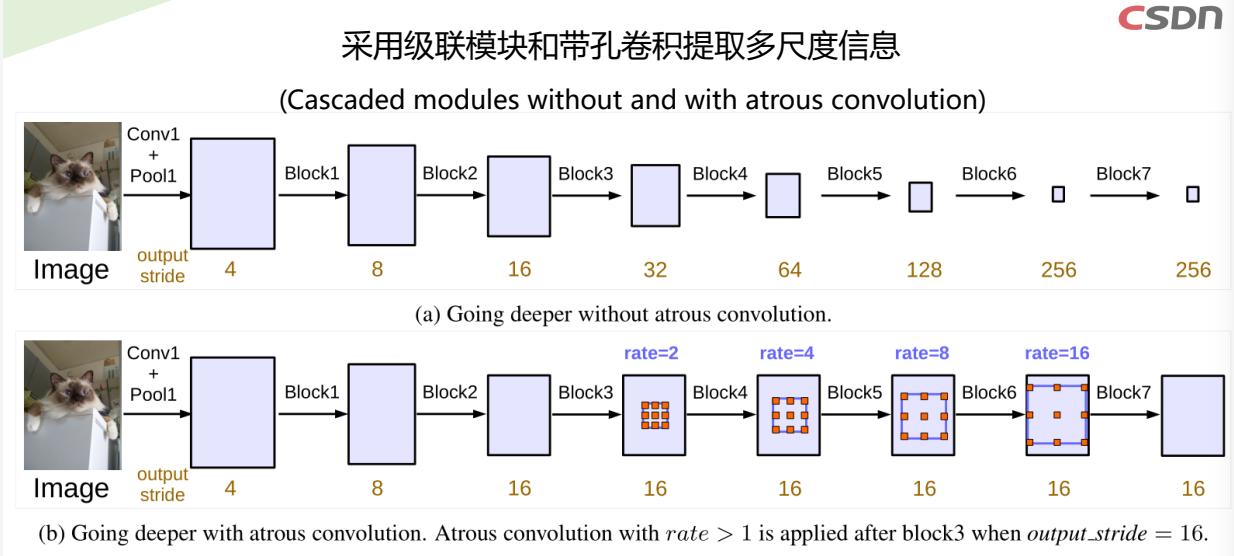 CSDN
采用级联模块和带孔卷积提取多尺度信息
(Cascaded modules without and with atrous convolution)
Conv1
+
Pool1
Block1
Block2
Block3
Block4
Block5
Block6
Block7
Image
output
stride
4
8
16
32
64
128
256
256
(a) Going deeper without atrous convolution.
rate=2
rate=4
rate=8
rate=16
Conv1
+
Pool1
Block1
Block2
Block3
Block4
Block5
Block6
Block7
Image
output
stride
4
8
16
16
16
16
16
16
(b) Going deeper with atrous convolution. Atrous convolution with rate > 1 is applied after block3 when output_stride = 16.